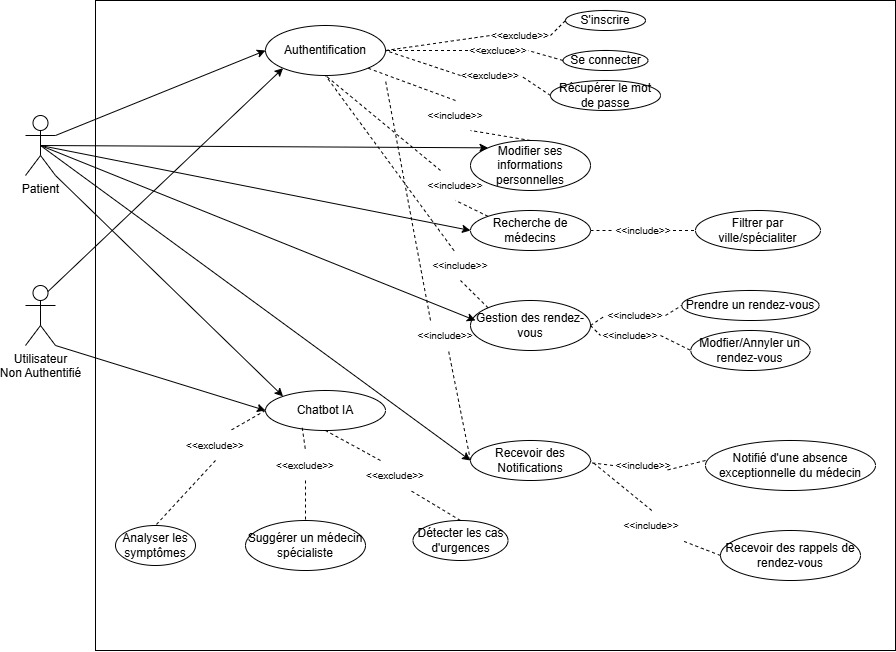 S'inscrire
<<exclude>>
Authentification
<<excluce>>
Se connecter
<<exclude>>
Récupérer le mot
de passe
<<include>>
Modifier ses
informations
personnelles
Patient
<<include>>
Recherche de
médecins
<<include>>
Filtrer par
ville/spécialiter
<<include>>
Gestion des rendez-
vous
<<include>>
Prendre un rendez-vous
<<include>>
<<include>>
Modfier/Annyler un
rendez-vous
Utilisateur
Non Authentifié
Chatbot IA
<<exclude>>
<<exclude>>
<<exclude>>
Analyser les
symptômes
Suggérer un médecin
spécialiste
Détecter les cas
d'urgences
Recevoir des
Notifications
<<include>>
Notifié d'une absence
exceptionnelle du médecin
<<include>>
Recevoir des rappels de
rendez-vous